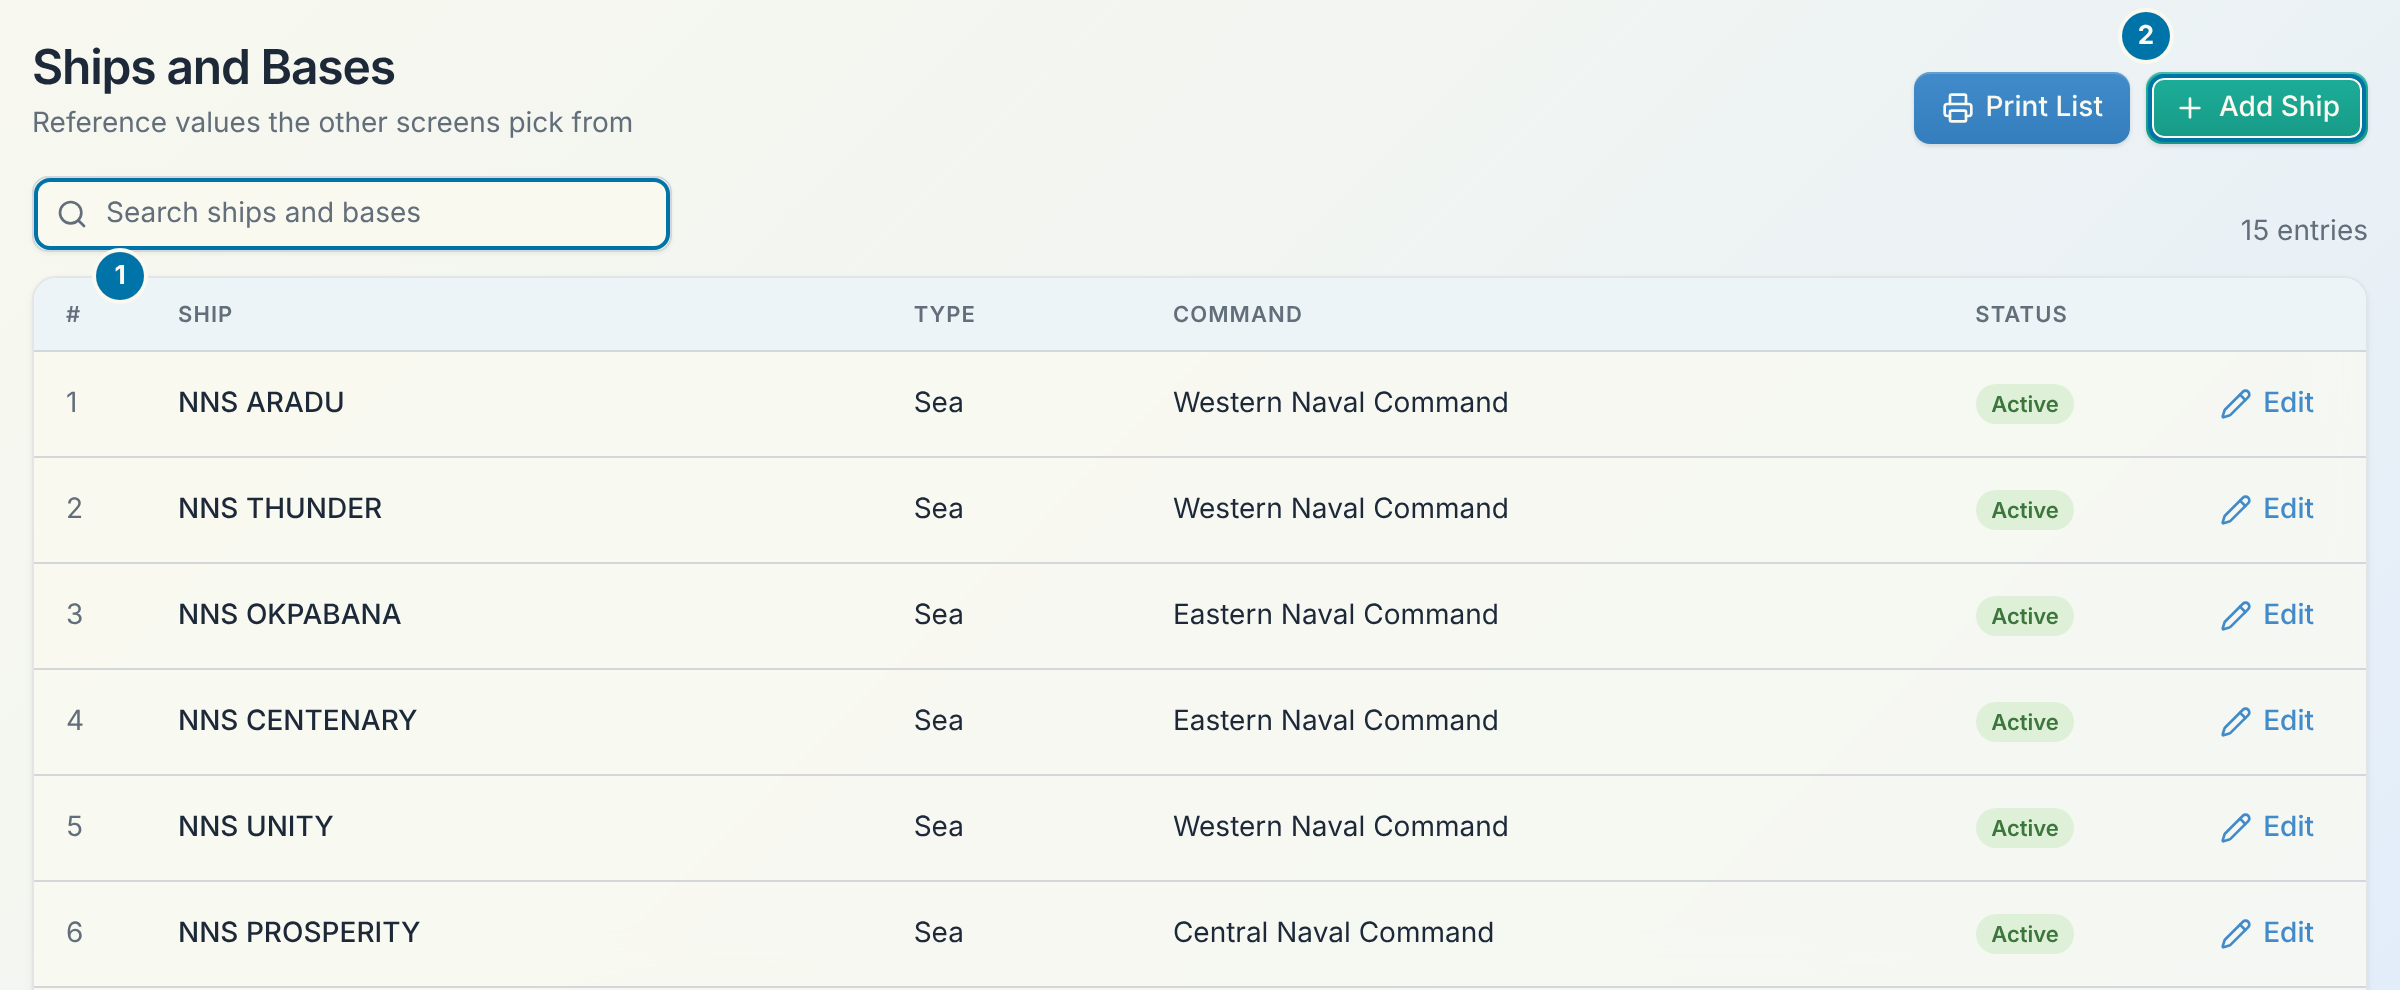 Ships and Bases
Reference values the other screens pick from
2
Print List
Add Ship
Search ships and bases
15 entries
1
# SHIP TYPE COMMAND STATUS
1 NNS ARADU Sea Western Naval Command Active Edit
2 NNS THUNDER Sea Western Naval Command Active Edit
3 NNS OKPABANA Sea Eastern Naval Command Active Edit
4 NNS CENTENARY Sea Eastern Naval Command Active Edit
5 NNS UNITY Sea Western Naval Command Active Edit
6 NNS PROSPERITY Sea Central Naval Command Active Edit